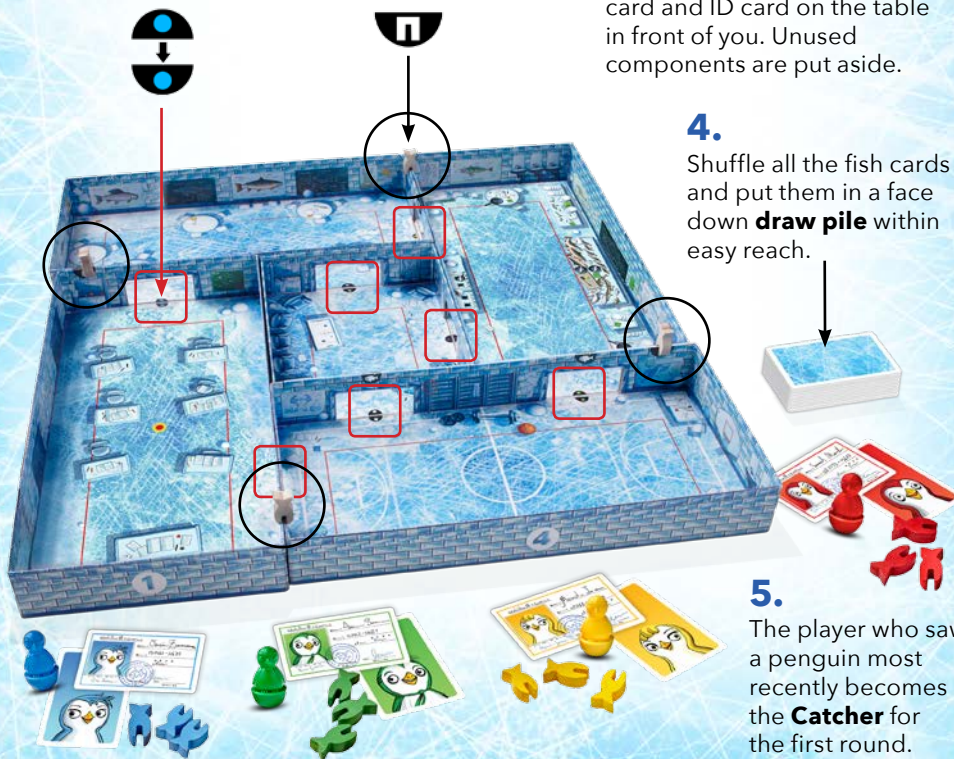 card and ID card on the table
in front of you. Unused
components are put aside.
4.
Shuffle all the fish cards
and put them in a face
down draw pile within
easy reach.
1
4
5.
The player who saw
a penguin most
recently becomes
the Catcher for
the first round.